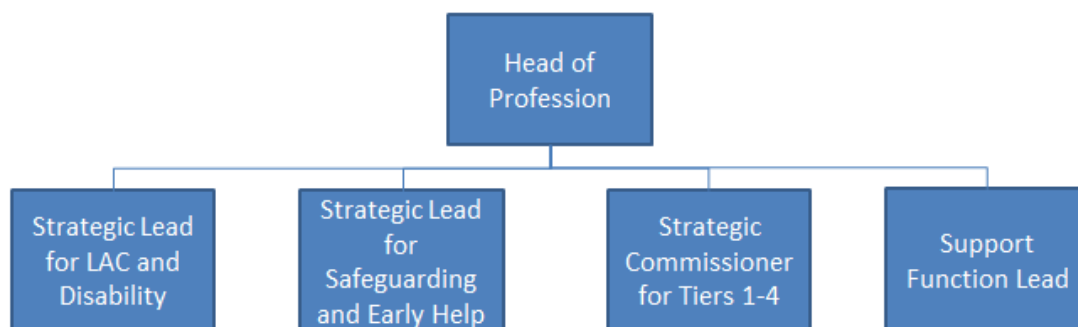 Head of
Profession
Strategic Lead
for LAC and
Disability
Strategic Lead
for
Safeguarding
and Early Help
Strategic
Commissioner
for Tiers 1-4
Support
Function Lead